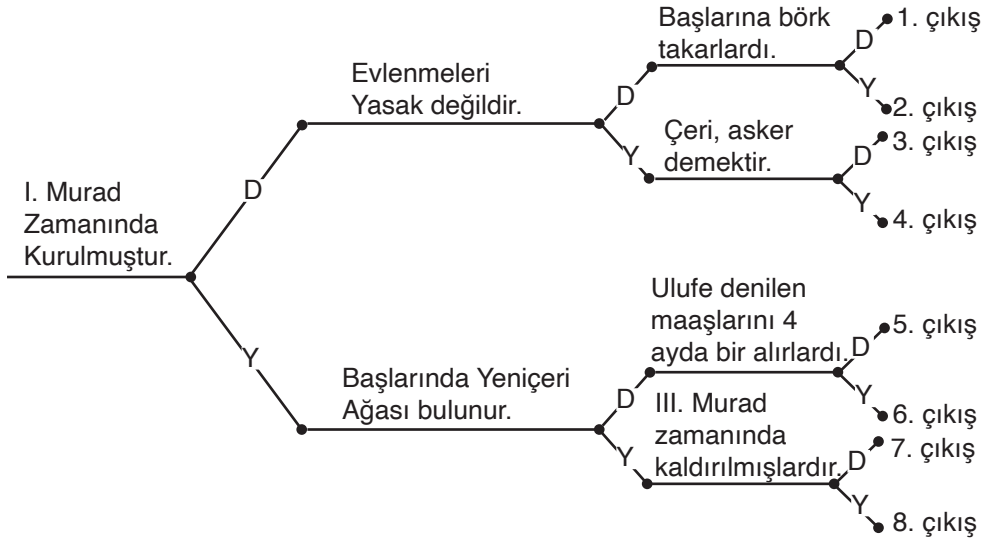 I. Murad
Zamanında
Kurulmuştur.
D
Y
Evlenmeleri
Yasak değildir.
D
Y
Başlarına börk
takarlardı.
D
Y
1. çıkış
2. çıkış
Çeri, asker
demektir.
D
Y
3. çıkış
4. çıkış
Başlarında Yeniçeri
Ağası bulunur.
D
Y
Ulufe denilen
maaşlarını 4
ayda bir alırlardı.
D
Y
5. çıkış
6. çıkış
III. Murad
zamanında
kaldırılmışlardır.
D
Y
7. çıkış
8. çıkış